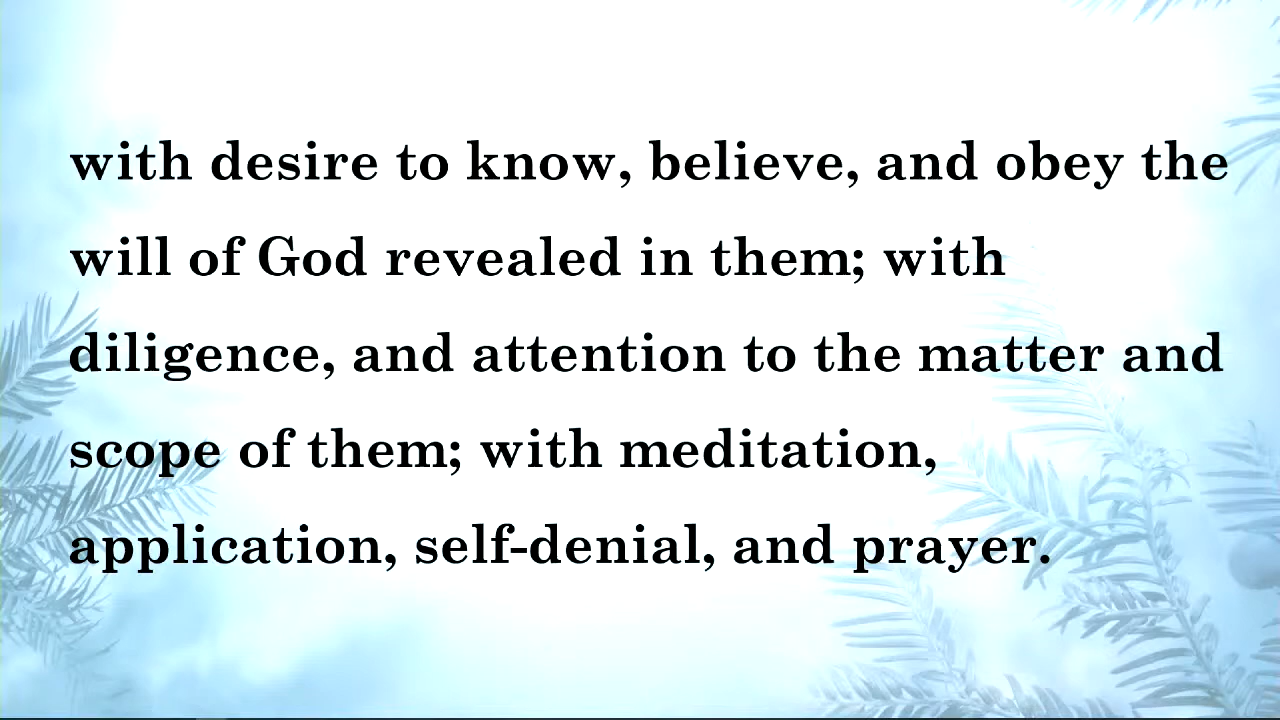 with desire to know, believe, and obey the
will of God revealed in them; with
diligence, and attention to the matter and
scope of them; with meditation,
application, self-denial, and prayer.